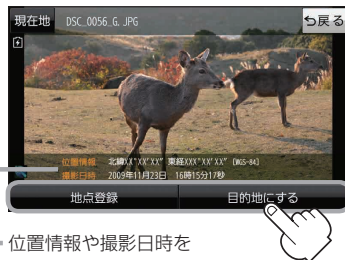 現在地 DSC_0056_G.JPG つ戻る
位置情報 北緯XX°XX'XX" 東経XXX°XX'XX" [WGS-84]
撮影日時 2009年11月23日 16時15分17秒
地点登録 目的地にする
位置情報や撮影日時を